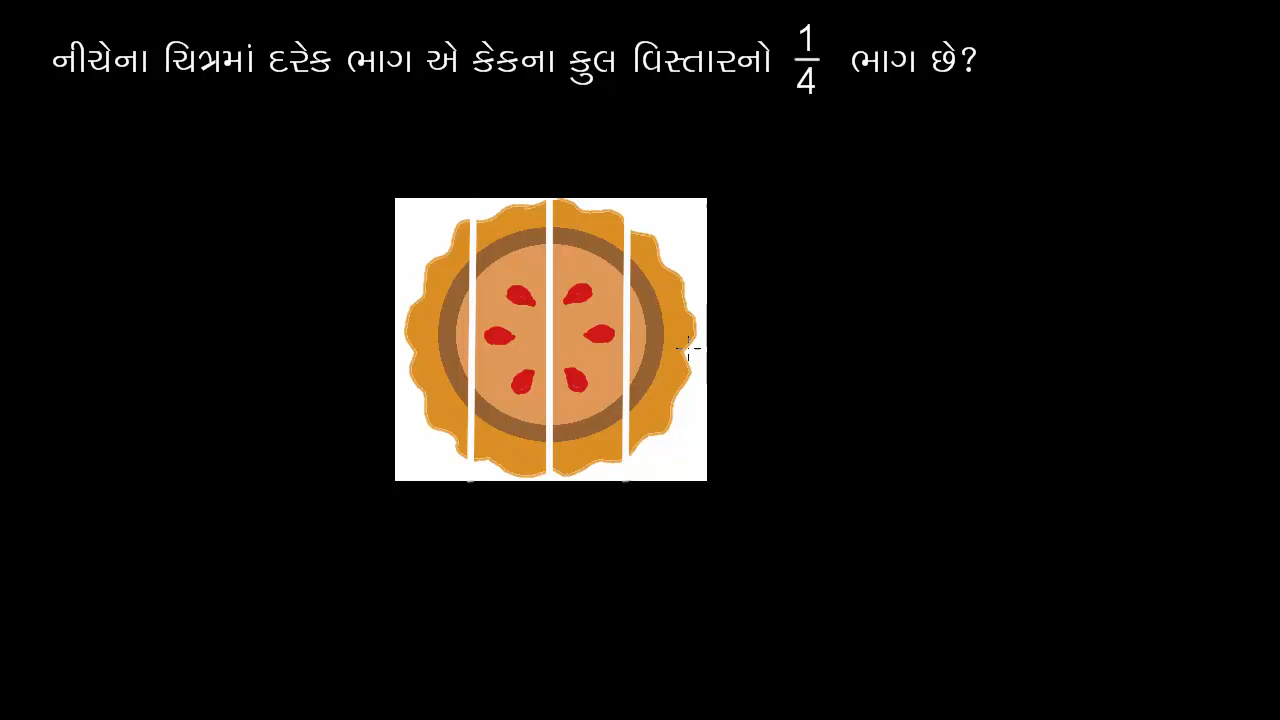 નીચેના ચિત્રમાં દરેક ભાગ એ કેકના કુલ વિસ્તારનો 1/4 ભાગ છે?